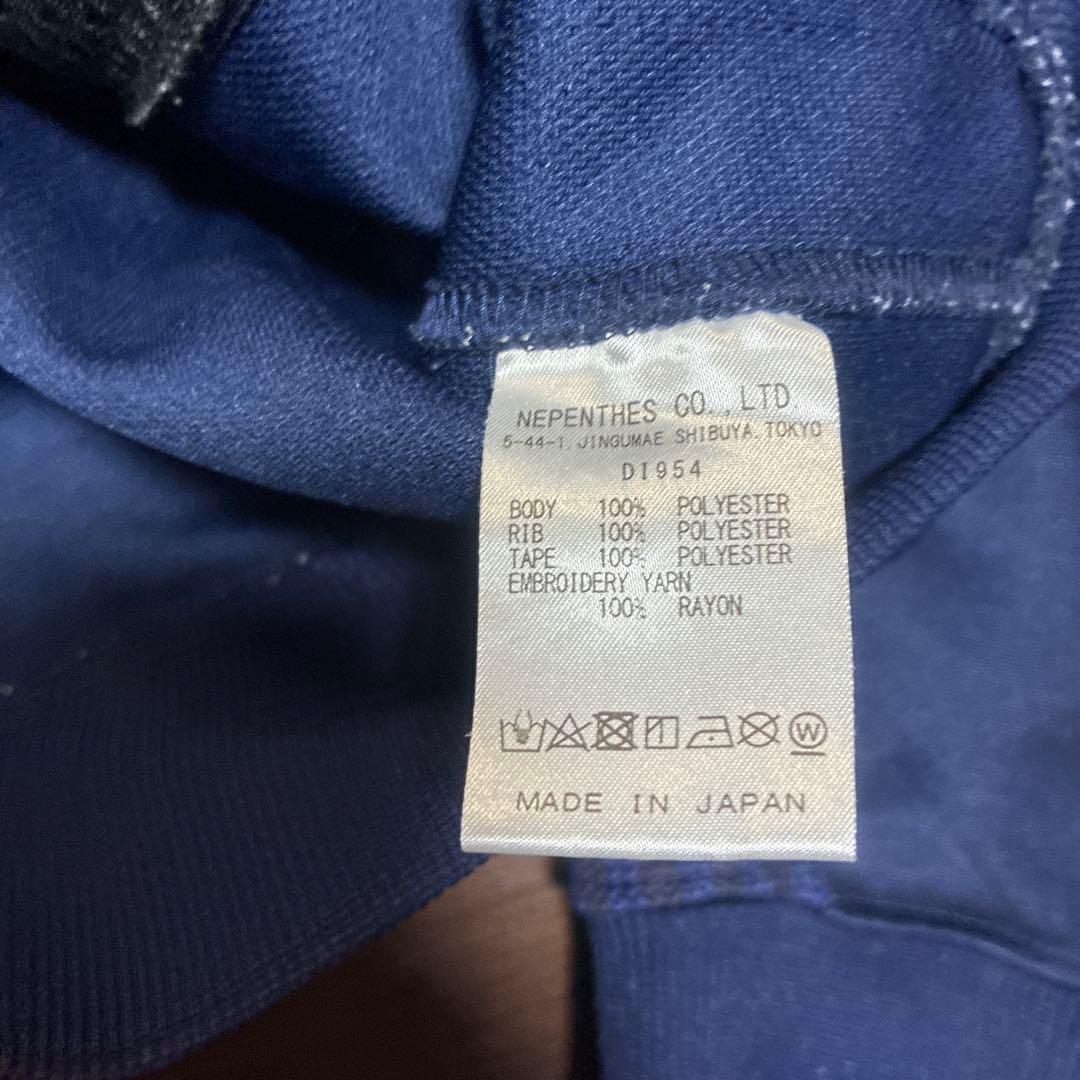 NEPENTHES CO.,LTD
5-44-1, JINGUMAE SHIBUYA, TOKYO
DI954
BODY 100% POLYESTER
RIB 100% POLYESTER
TAPE 100% POLYESTER
EMBROIDERY YARN
100% RAYON
W
MADE IN JAPAN